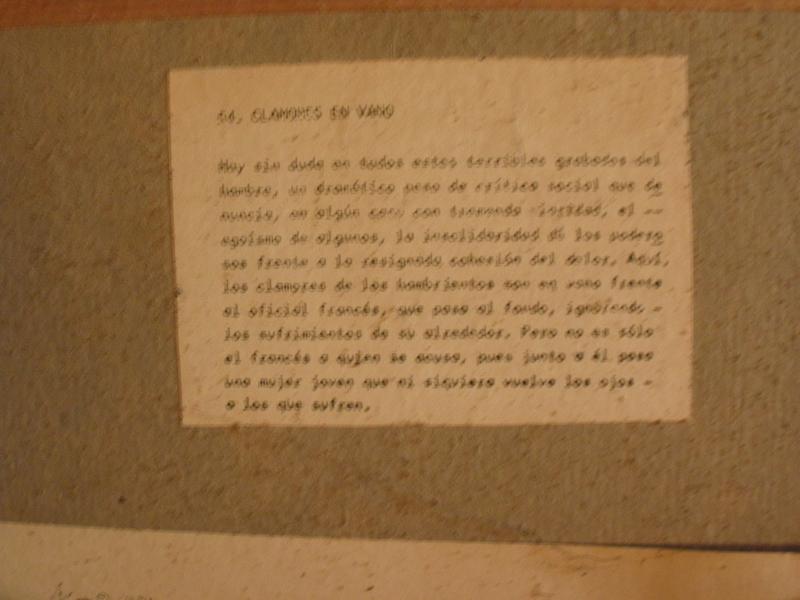 54. CLAMORES EN VANO
Hay sin duda en todos estos terribles grabados del
hambre, un dramático peso de crítica social que de
nuncia, en algún caso con tremenda el --
egoísmo de algunos, la insolidaridad de los podero
sos frente a la resignada cohesión del dolor. Aquí,
los clamores de los hambrientos son en vano frente
al oficial francés, que pasa al fondo, ignorando -
los sufrimientos de su alrededor. Pero no es sólo
el francés a quien se acusa, pues junto a él pasa
una mujer joven que ni siquiera vuelve los ojos -
a los que sufren.